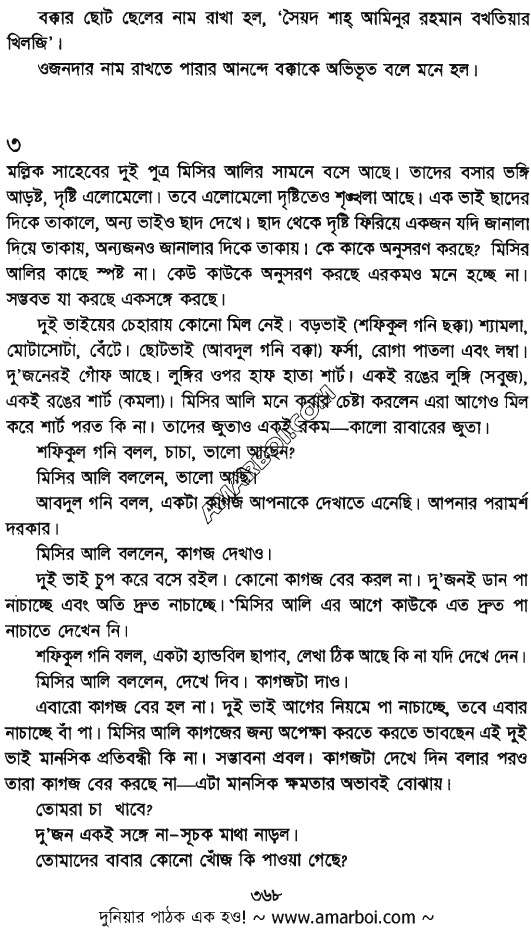 বক্কার ছোট ছেলের নাম রাখা হল, ‘সৈয়দ শাহ্ আমিনুর রহমান বখতিয়ার
খিলজি’।
ওজনদার নাম রাখতে পারার আনন্দে বক্কাকে অভিভূত বলে মনে হল।
৩
মল্লিক সাহেবের দুই পুত্র মিসির আলির সামনে বসে আছে। তাদের বসার ভঙ্গি
আড়ষ্ট, দৃষ্টি এলোমেলো। তবে এলোমেলো দৃষ্টিতেও শৃঙ্খলা আছে। এক ভাই ছাদের
দিকে তাকালে, অন্য ভাইও ছাদ দেখে। ছাদ থেকে দৃষ্টি ফিরিয়ে একজন যদি জানালা
দিয়ে তাকায়, অন্যজনও জানালার দিকে তাকায়। কে কাকে অনুসরণ করছে? মিসির
আলির কাছে স্পষ্ট না। কেউ কাউকে অনুসরণ করছে এরকমও মনে হচ্ছে না।
সম্ভবত যা করছে একসঙ্গে করছে।
দুই ভাইয়ের চেহারায় কোনো মিল নেই। বড়ভাই (শফিকুল গনি ছক্কা) শ্যামলা,
মোটাসোটা, বেঁটে। ছোটভাই (আবদুল গনি বক্কা) ফর্সা, রোগা পাতলা এবং লম্বা।
দু’জনেরই গোঁফ আছে। লুঙ্গির ওপর হাফ হাতা শার্ট। একই রঙের লুঙ্গি (সবুজ),
একই রঙের শার্ট (কমলা)। মিসির আলি মনে করার চেষ্টা করলেন এরা আগেও মিল
করে শার্ট পরত কি না। তাদের জুতাও একই রকম—কালো রাবারের জুতা।
শফিকুল গনি বলল, চাচা, ভালো আছেন?
মিসির আলি বললেন, ভালো আছি।
আবদুল গনি বলল, একটা কাগজ আপনাকে দেখাতে এনেছি। আপনার পরামর্শ
দরকার।
মিসির আলি বললেন, কাগজ দেখাও।
দুই ভাই চুপ করে বসে রইল। কোনো কাগজ বের করল না। দু’জনই ডান পা
নাচাচ্ছে এবং অতি দ্রুত নাচাচ্ছে। মিসির আলি এর আগে কাউকে এত দ্রুত পা
নাচাতে দেখেন নি।
শফিকুল গনি বলল, একটা হ্যান্ডবিল ছাপাব, লেখা ঠিক আছে কি না যদি দেখে দেন।
মিসির আলি বললেন, দেখে দিব। কাগজটা দাও।
এবারো কাগজ বের হল না। দুই ভাই আগের নিয়মে পা নাচাচ্ছে, তবে এবার
নাচাচ্ছে বাঁ পা। মিসির আলি কাগজের জন্য অপেক্ষা করতে করতে ভাবছেন এই দুই
ভাই মানসিক প্রতিবন্ধী কি না। সম্ভাবনা প্রবল। কাগজটা দেখে দিন বলার পরও
তারা কাগজ বের করছে না—এটা মানসিক ক্ষমতার অভাবই বোঝায়।
তোমরা চা খাবে?
দু’জন একই সঙ্গে না-সূচক মাথা নাড়ল।
তোমাদের বাবার কোনো খোঁজ কি পাওয়া গেছে?
AMARBOI.COM
৩৬৮
দুনিয়ার পাঠক এক হও! ~ www.amarboi.com ~